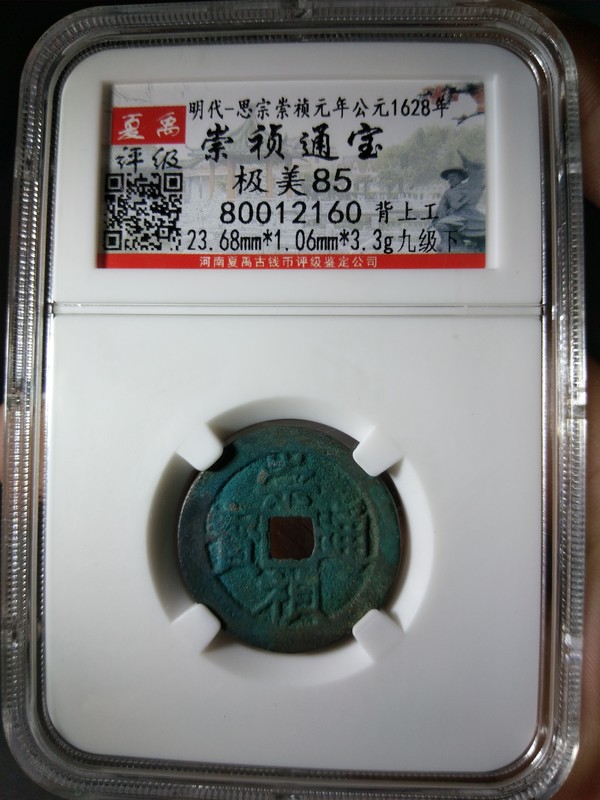 明代-思宗崇祯元年公元1628年
夏禹
评级
崇祯通宝
极美85
80012160 背上工
23.68mm*1.06mm*3.3g九级下
河南夏禹古钱币评级鉴定公司
崇
寳 通
祯